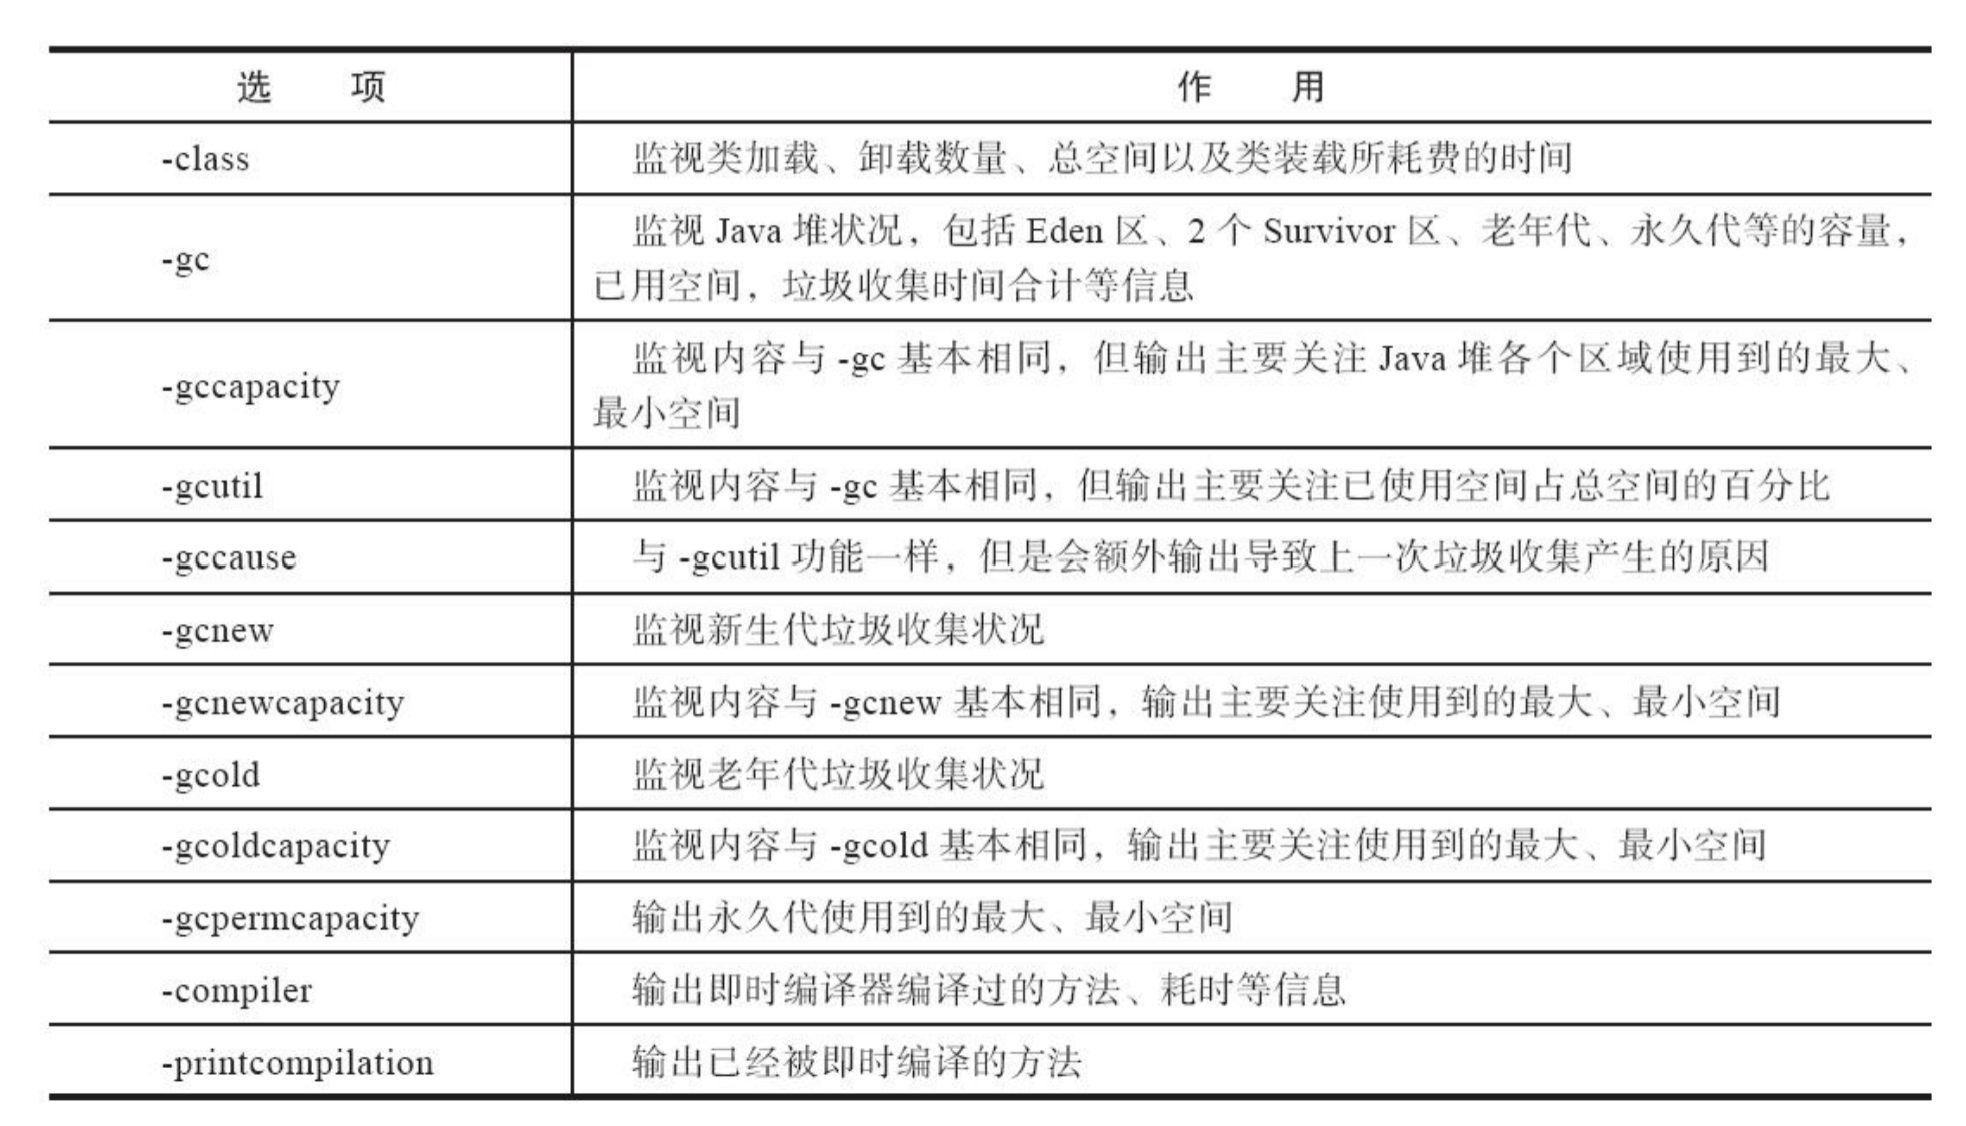 选 项 作 用
-class 监视类加载、卸载数量、总空间以及类装载所耗费的时间
-gc 监视 Java 堆状况，包括 Eden 区、2 个 Survivor 区、老年代、永久代等的容量，
已用空间，垃圾收集时间合计等信息
-gccapacity 监视内容与 -gc 基本相同，但输出主要关注 Java 堆各个区域使用到的最大、
最小空间
-gcutil 监视内容与 -gc 基本相同，但输出主要关注已使用空间占总空间的百分比
-gccause 与 -gcutil 功能一样，但是会额外输出导致上一次垃圾收集产生的原因
-gcnew 监视新生代垃圾收集状况
-gcnewcapacity 监视内容与 -gcnew 基本相同，输出主要关注使用到的最大、最小空间
-gcold 监视老年代垃圾收集状况
-gcoldcapacity 监视内容与 -gcold 基本相同，输出主要关注使用到的最大、最小空间
-gcpermcapacity 输出永久代使用到的最大、最小空间
-compiler 输出即时编译器编译过的方法、耗时等信息
-printcompilation 输出已经被即时编译的方法